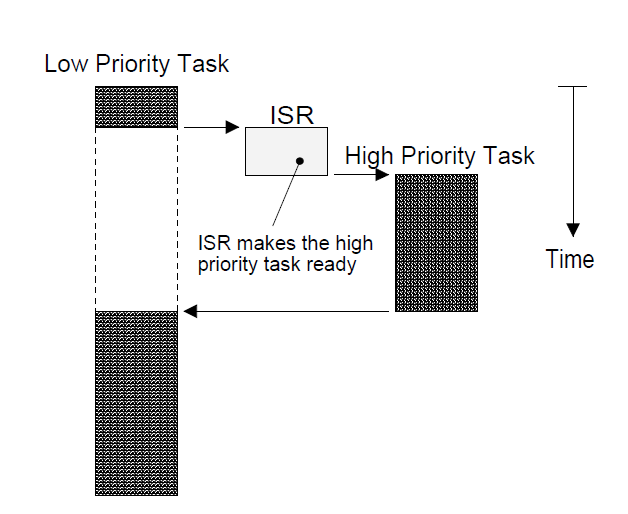 Low Priority Task
ISR
High Priority Task
ISR makes the high
priority task ready
Time